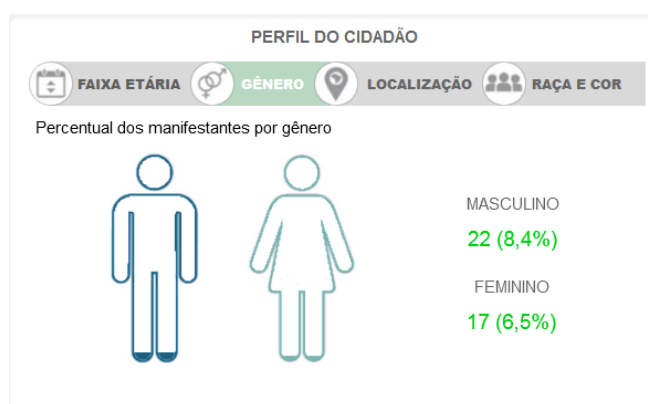 PERFIL DO CIDADÃO
FAIXA ETÁRIA GÊNERO LOCALIZAÇÃO RAÇA E COR
Percentual dos manifestantes por gênero
MASCULINO
22 (8,4%)
FEMININO
17 (6,5%)